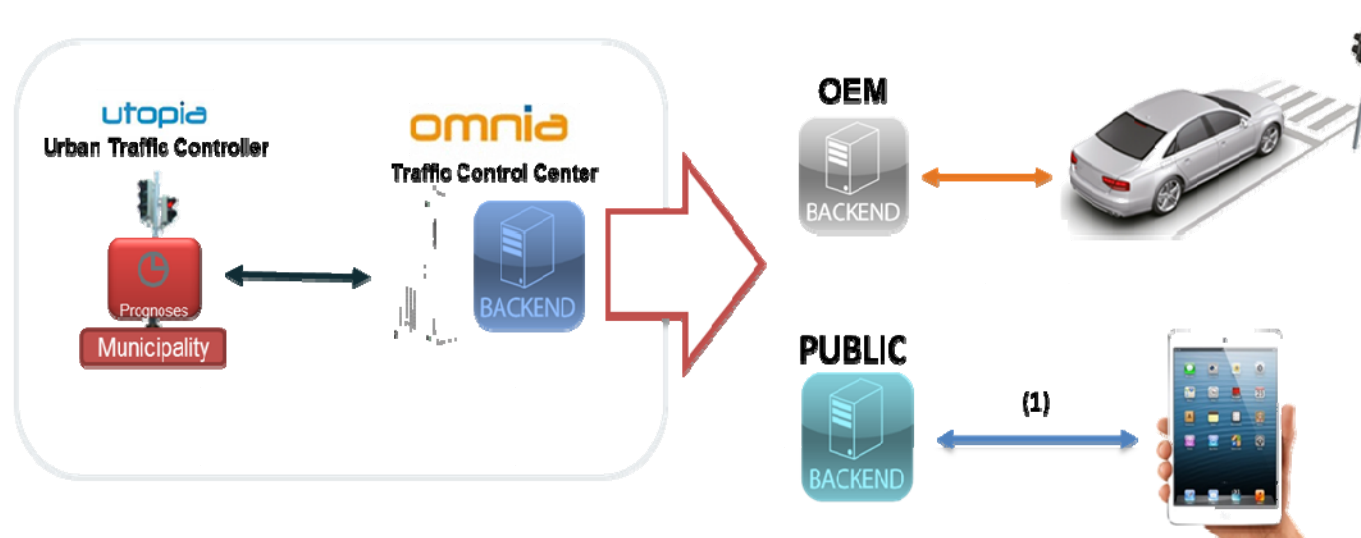 utopia
Urban Traffic Controller
Prognoses
Municipality
omnia
Traffic Control Center
BACKEND
OEM
BACKEND
PUBLIC
BACKEND
(1)